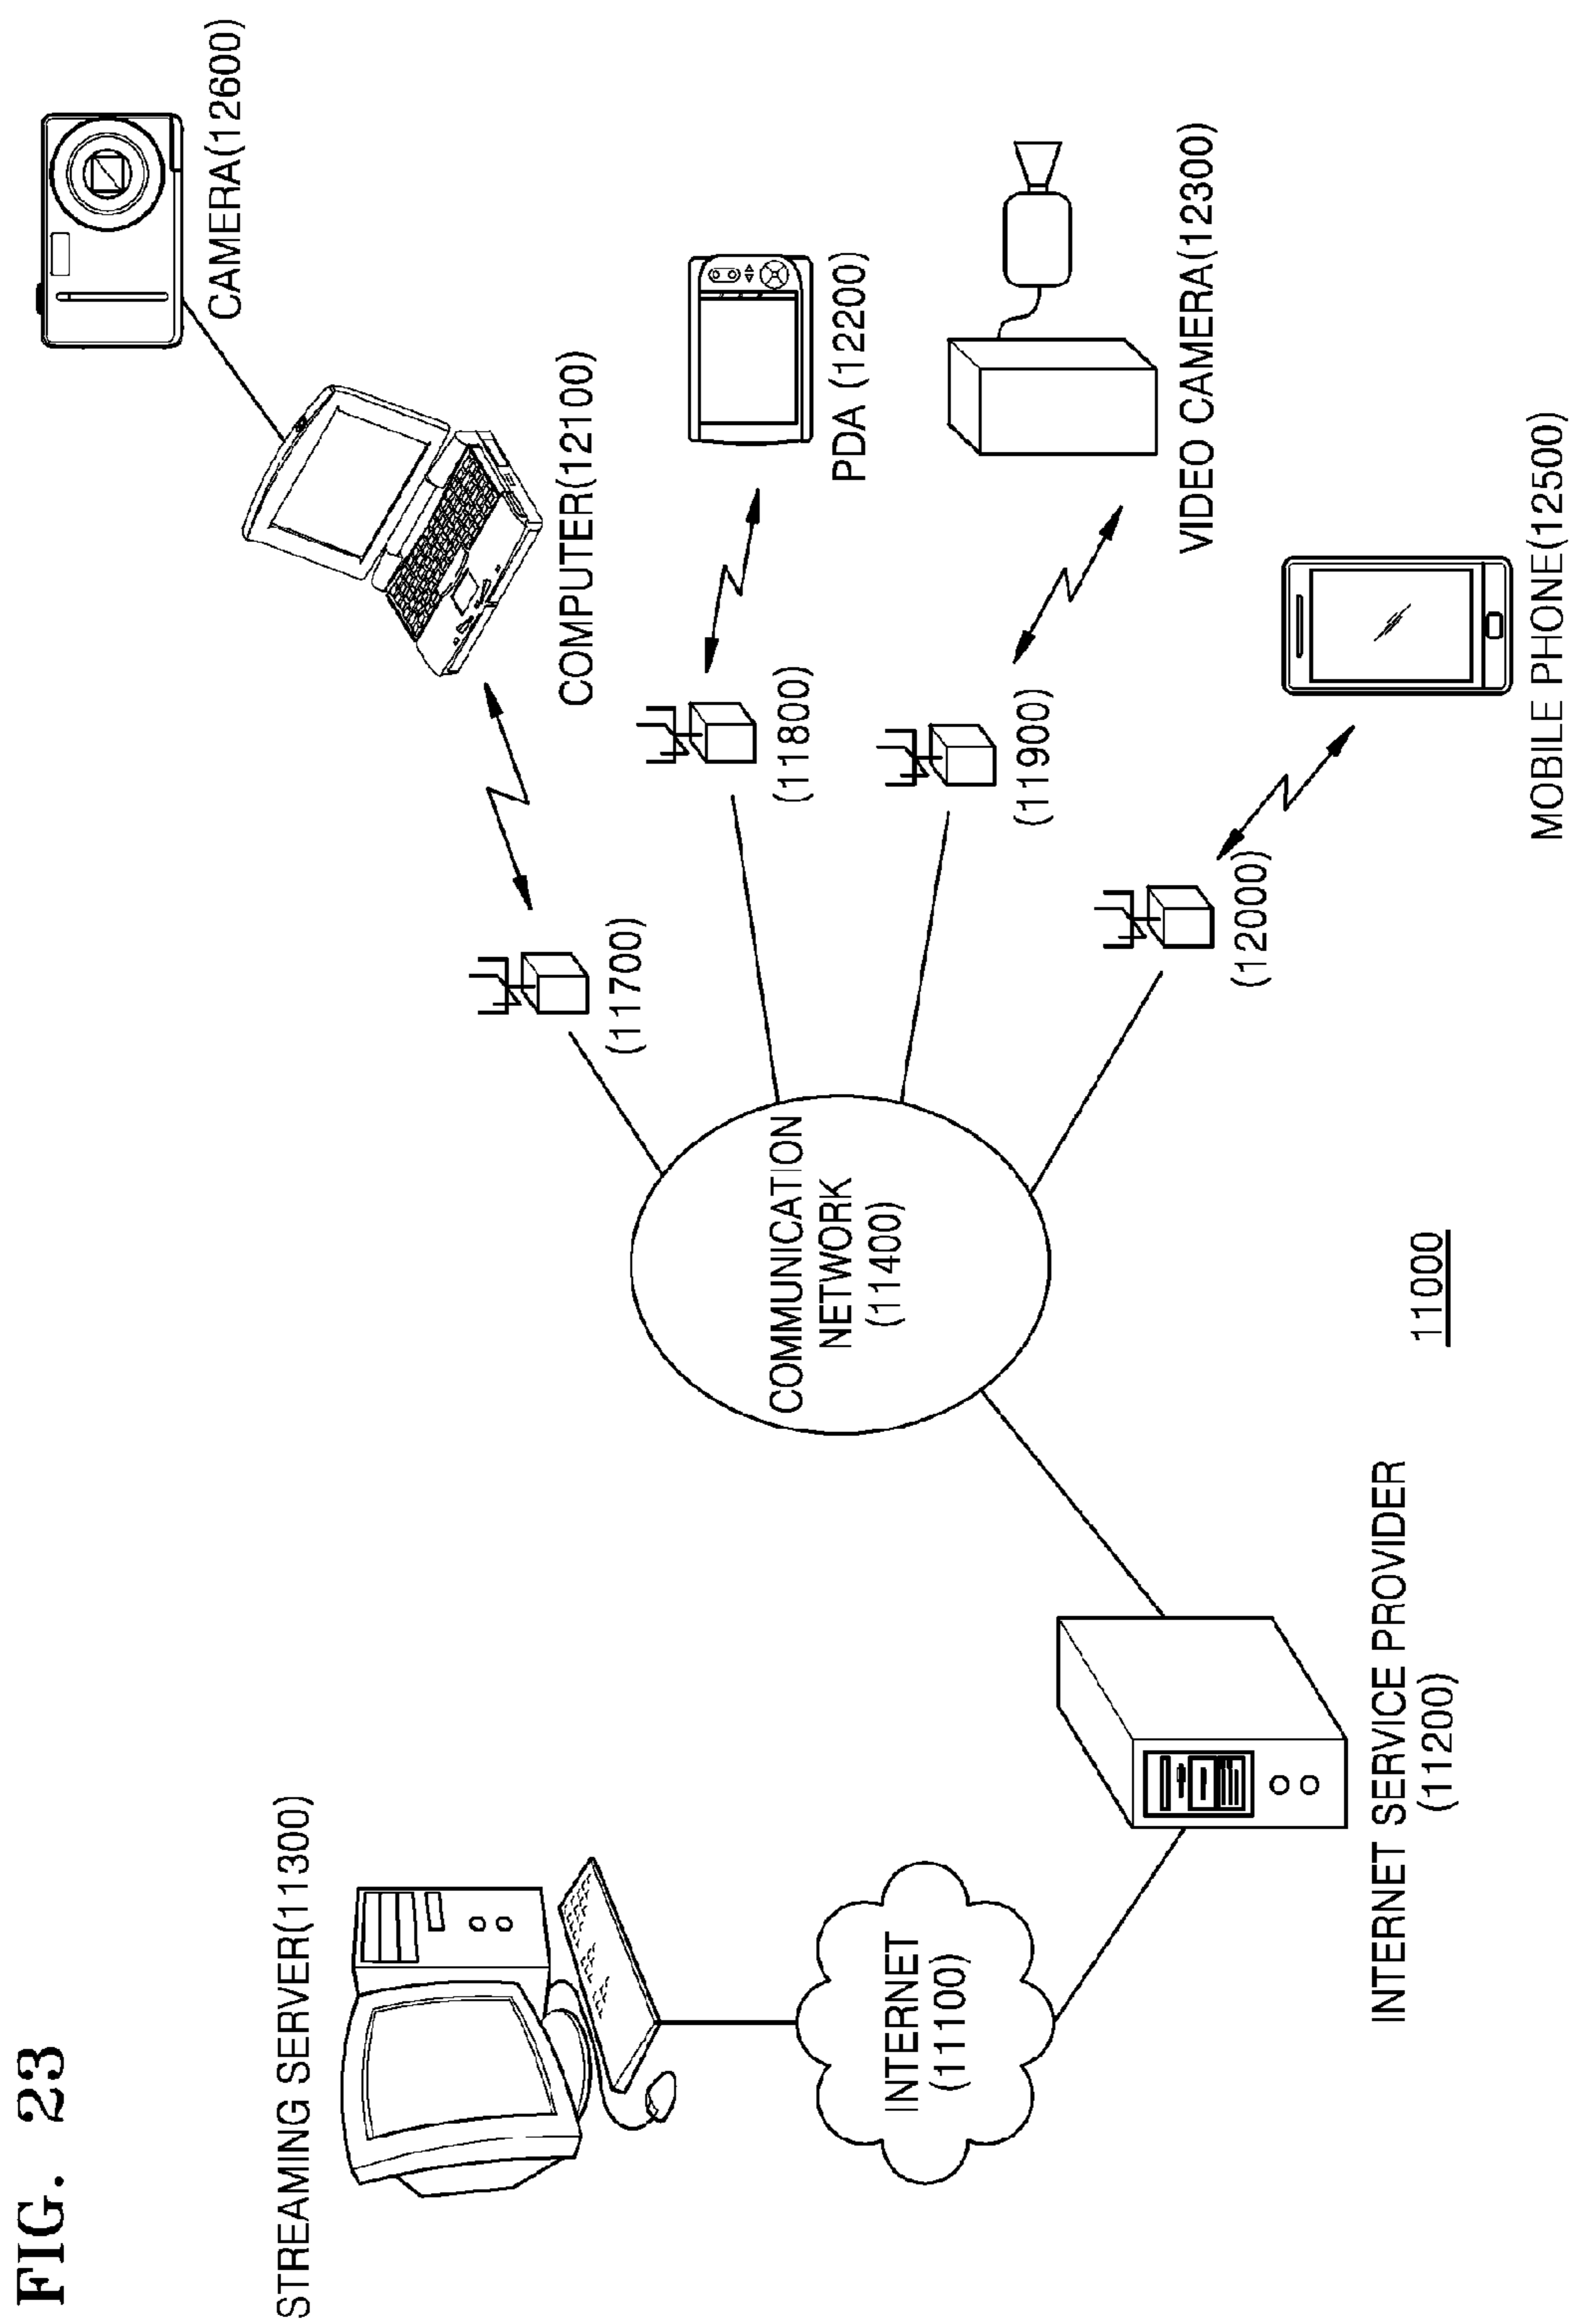 FIG. 23
STREAMING SERVER(11300)
INTERNET
(11100)
INTERNET SERVICE PROVIDER
(11200)
COMMUNICATION
NETWORK
(11400)
11000
(11700)
(11800)
(11900)
(12000)
CAMERA(12600)
COMPUTER(12100)
PDA (12200)
VIDEO CAMERA(12300)
MOBILE PHONE(12500)